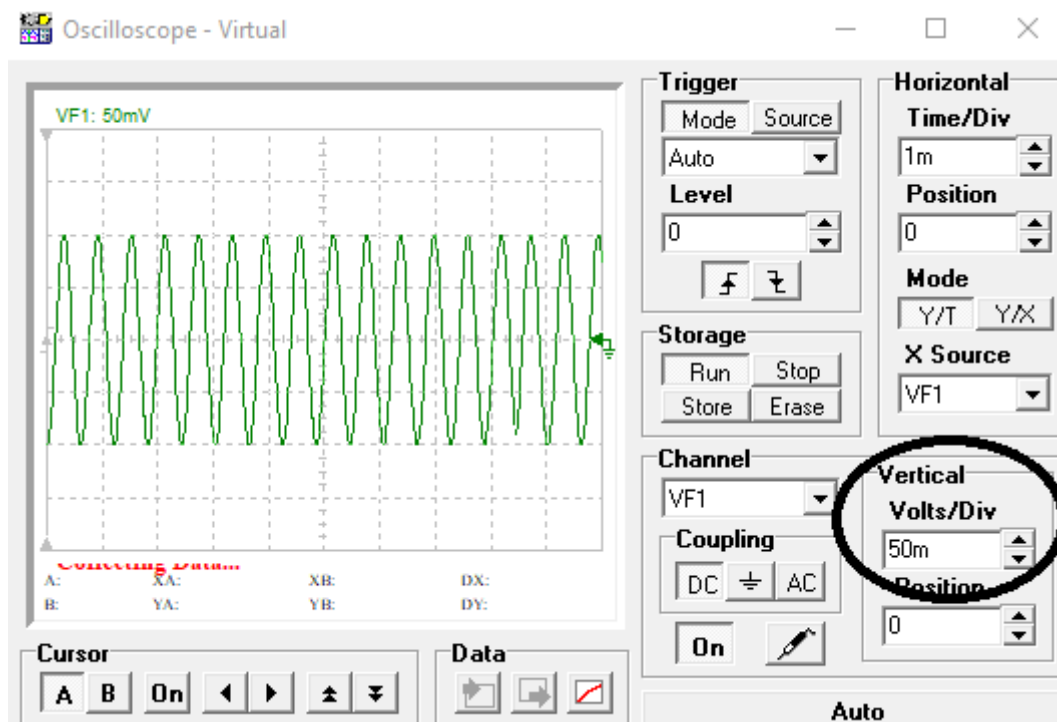 Oscilloscope - Virtual
VF1: 50mV
Collecting Data...
A: XA: XB: DX:
B: YA: YB: DY:
Trigger
Mode Source
Auto
Level
0
Storage
Run Stop
Store Erase
Horizontal
Time/Div
1m
Position
0
Mode
Y/T Y/X
X Source
VF1
Channel
VF1
Coupling
DC AC
On
Vertical
Volts/Div
50m
Position
0
Cursor
A B On
Data
Auto